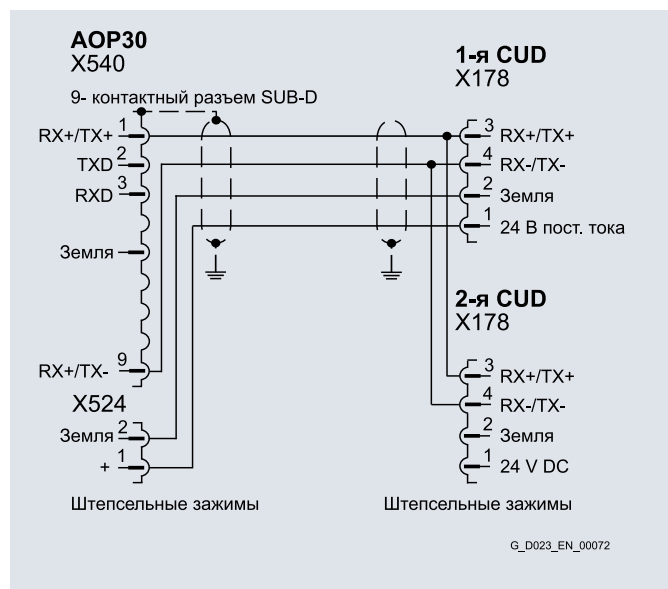 AOP30
X540
9- контактный разъем SUB-D
1
RX+/TX+
2
TXD
3
RXD
Земля
9
RX+/TX-
X524
Земля 2
+ 1
Штепсельные зажимы
1-я CUD
X178
3 RX+/TX+
4 RX-/TX-
2 Земля
1 24 В пост. тока
2-я CUD
X178
3 RX+/TX+
4 RX-/TX-
2 Земля
1 24 V DC
Штепсельные зажимы
G_D023_EN_00072